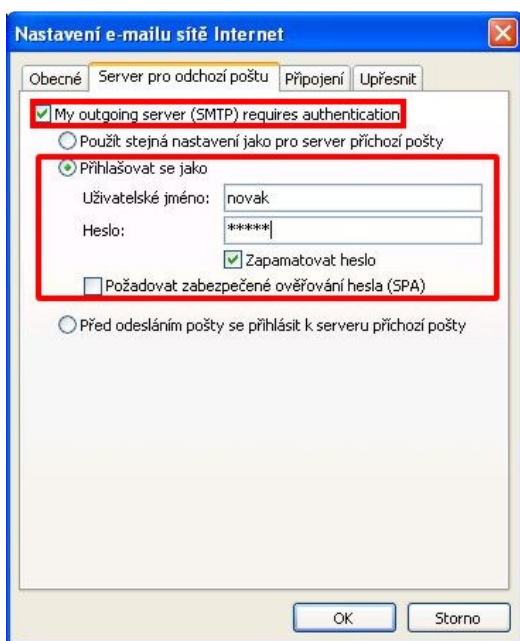 Nastavení e-mailu sítě Internet
Obecné Server pro odchozí poštu Připojení Upřesnit
My outgoing server (SMTP) requires authentication
Použít stejná nastavení jako pro server příchozí pošty
Přihlašovat se jako
Uživatelské jméno: novak
Heslo: *****
Zapamatovat heslo
Požadovat zabezpečené ověřování hesla (SPA)
Před odesláním pošty se přihlásit k serveru příchozí pošty
OK Storno